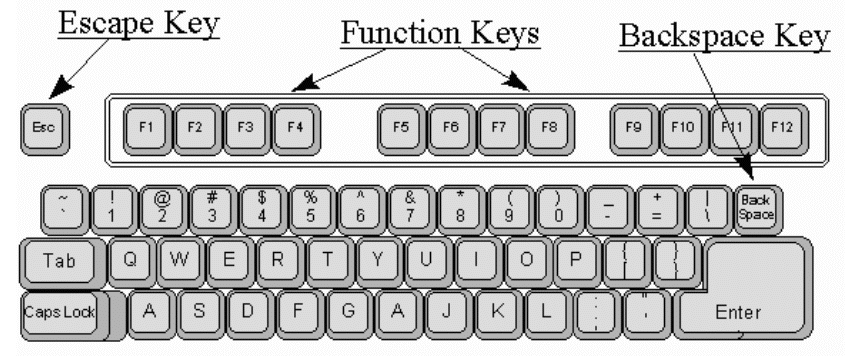 Escape Key
Function Keys
Backspace Key
Esc F1 F2 F3 F4 F5 F6 F7 F8 F9 F10 F11 F12
~ ! @ # $ % ^ & * ( ) _ + | Back
` 1 2 3 4 5 6 7 8 9 0 - = \ Space
Tab Q W E R T Y U I O P
Caps Lock A S D F G A J K L : " Enter
; '